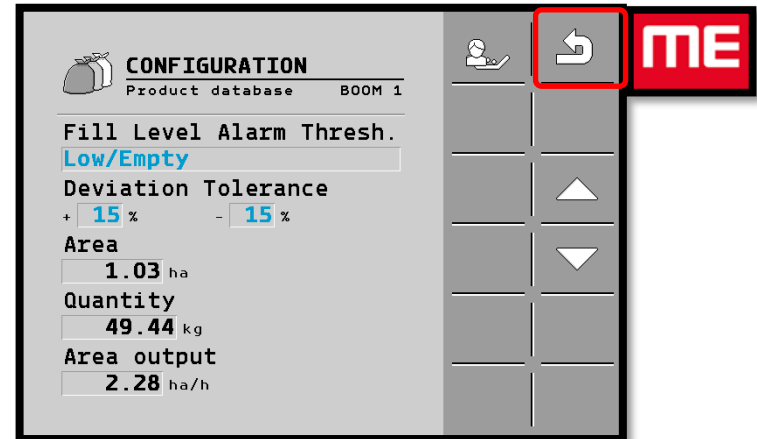 CONFIGURATION
Product database BOOM 1
ME
Fill Level Alarm Thresh.
Low/Empty
Deviation Tolerance
+ 15 % - 15 %
Area
1.03 ha
Quantity
49.44 kg
Area output
2.28 ha/h